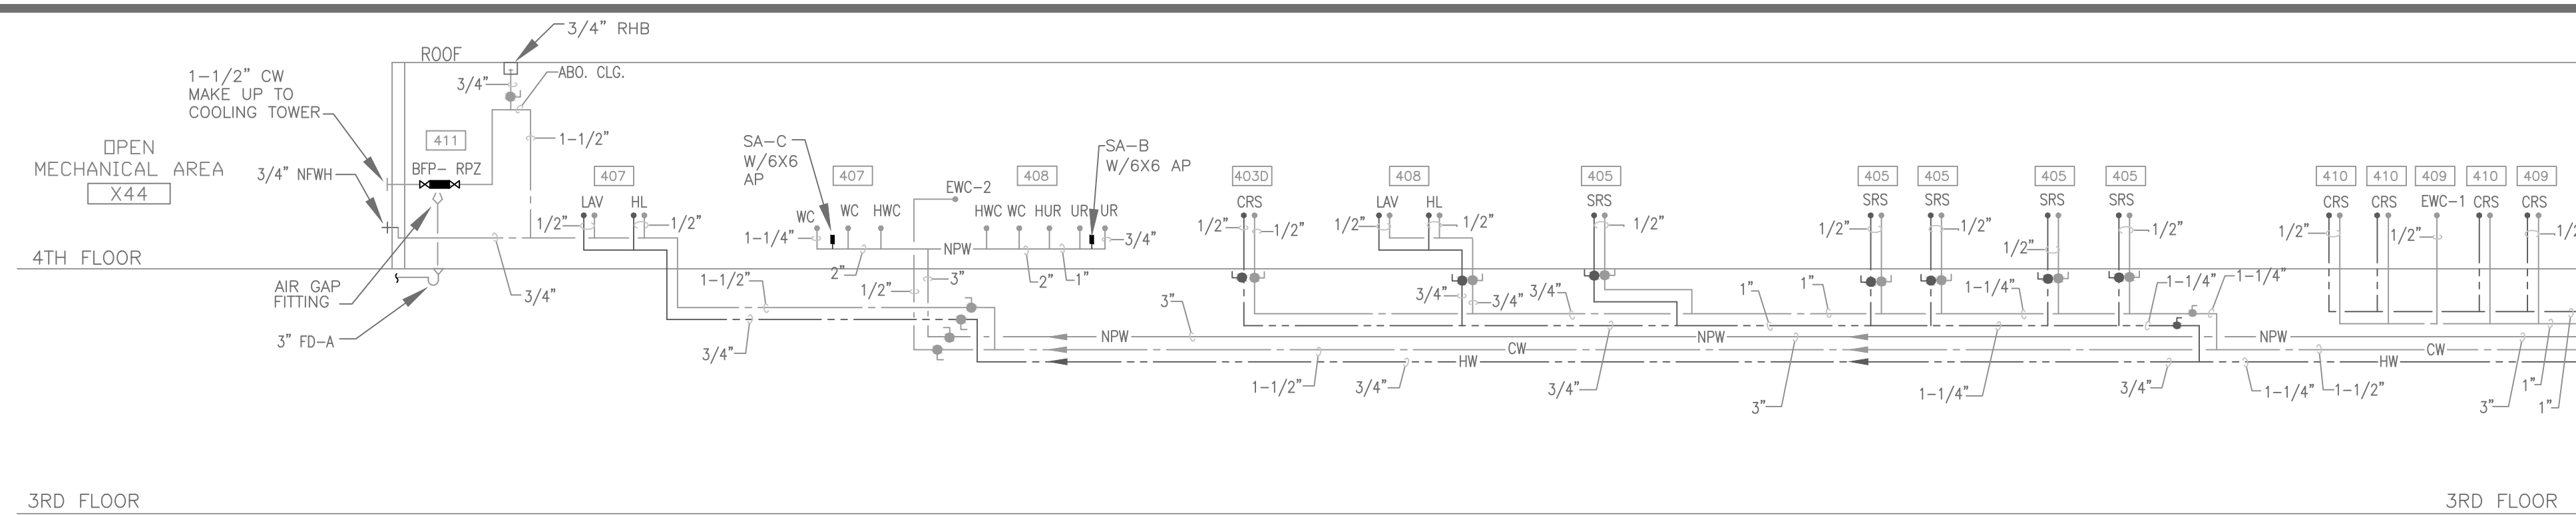 3/4" RHB
ROOF
1-1/2" CW
MAKE UP TO
COOLING TOWER
3/4"
ABO. CLG.
1-1/2"
411
BFP- RPZ
OPEN
MECHANICAL AREA
X44
3/4" NFWH
4TH FLOOR
AIR GAP
FITTING
3" FD-A
3/4"
407
LAV
HL
1/2"
1/2"
1-1/2"
3/4"
SA-C
W/6X6
AP
407
WC
WC
HWC
1-1/4"
2"
EWC-2
NPW
1/2"
3"
408
HWC
WC
HUR
UR
UR
SA-B
W/6X6 AP
2"
1"
3/4"
403D
CRS
1/2"
1/2"
3"
NPW
1-1/2"
408
LAV
HL
1/2"
1/2"
3/4"
3/4"
3/4"
HW
CW
405
SRS
1/2"
3/4"
3/4"
NPW
1"
3"
1"
405
SRS
1/2"
405
SRS
1/2"
1-1/4"
405
SRS
1/2"
1-1/4"
405
SRS
1/2"
1-1/4"
1-1/4"
3/4"
NPW
1-1/4"
1-1/2"
410
CRS
1/2"
410
CRS
409
EWC-1
1/2"
410
CRS
409
CRS
1/2
HW
CW
3"
1"
1"
3RD FLOOR
3RD FLOOR